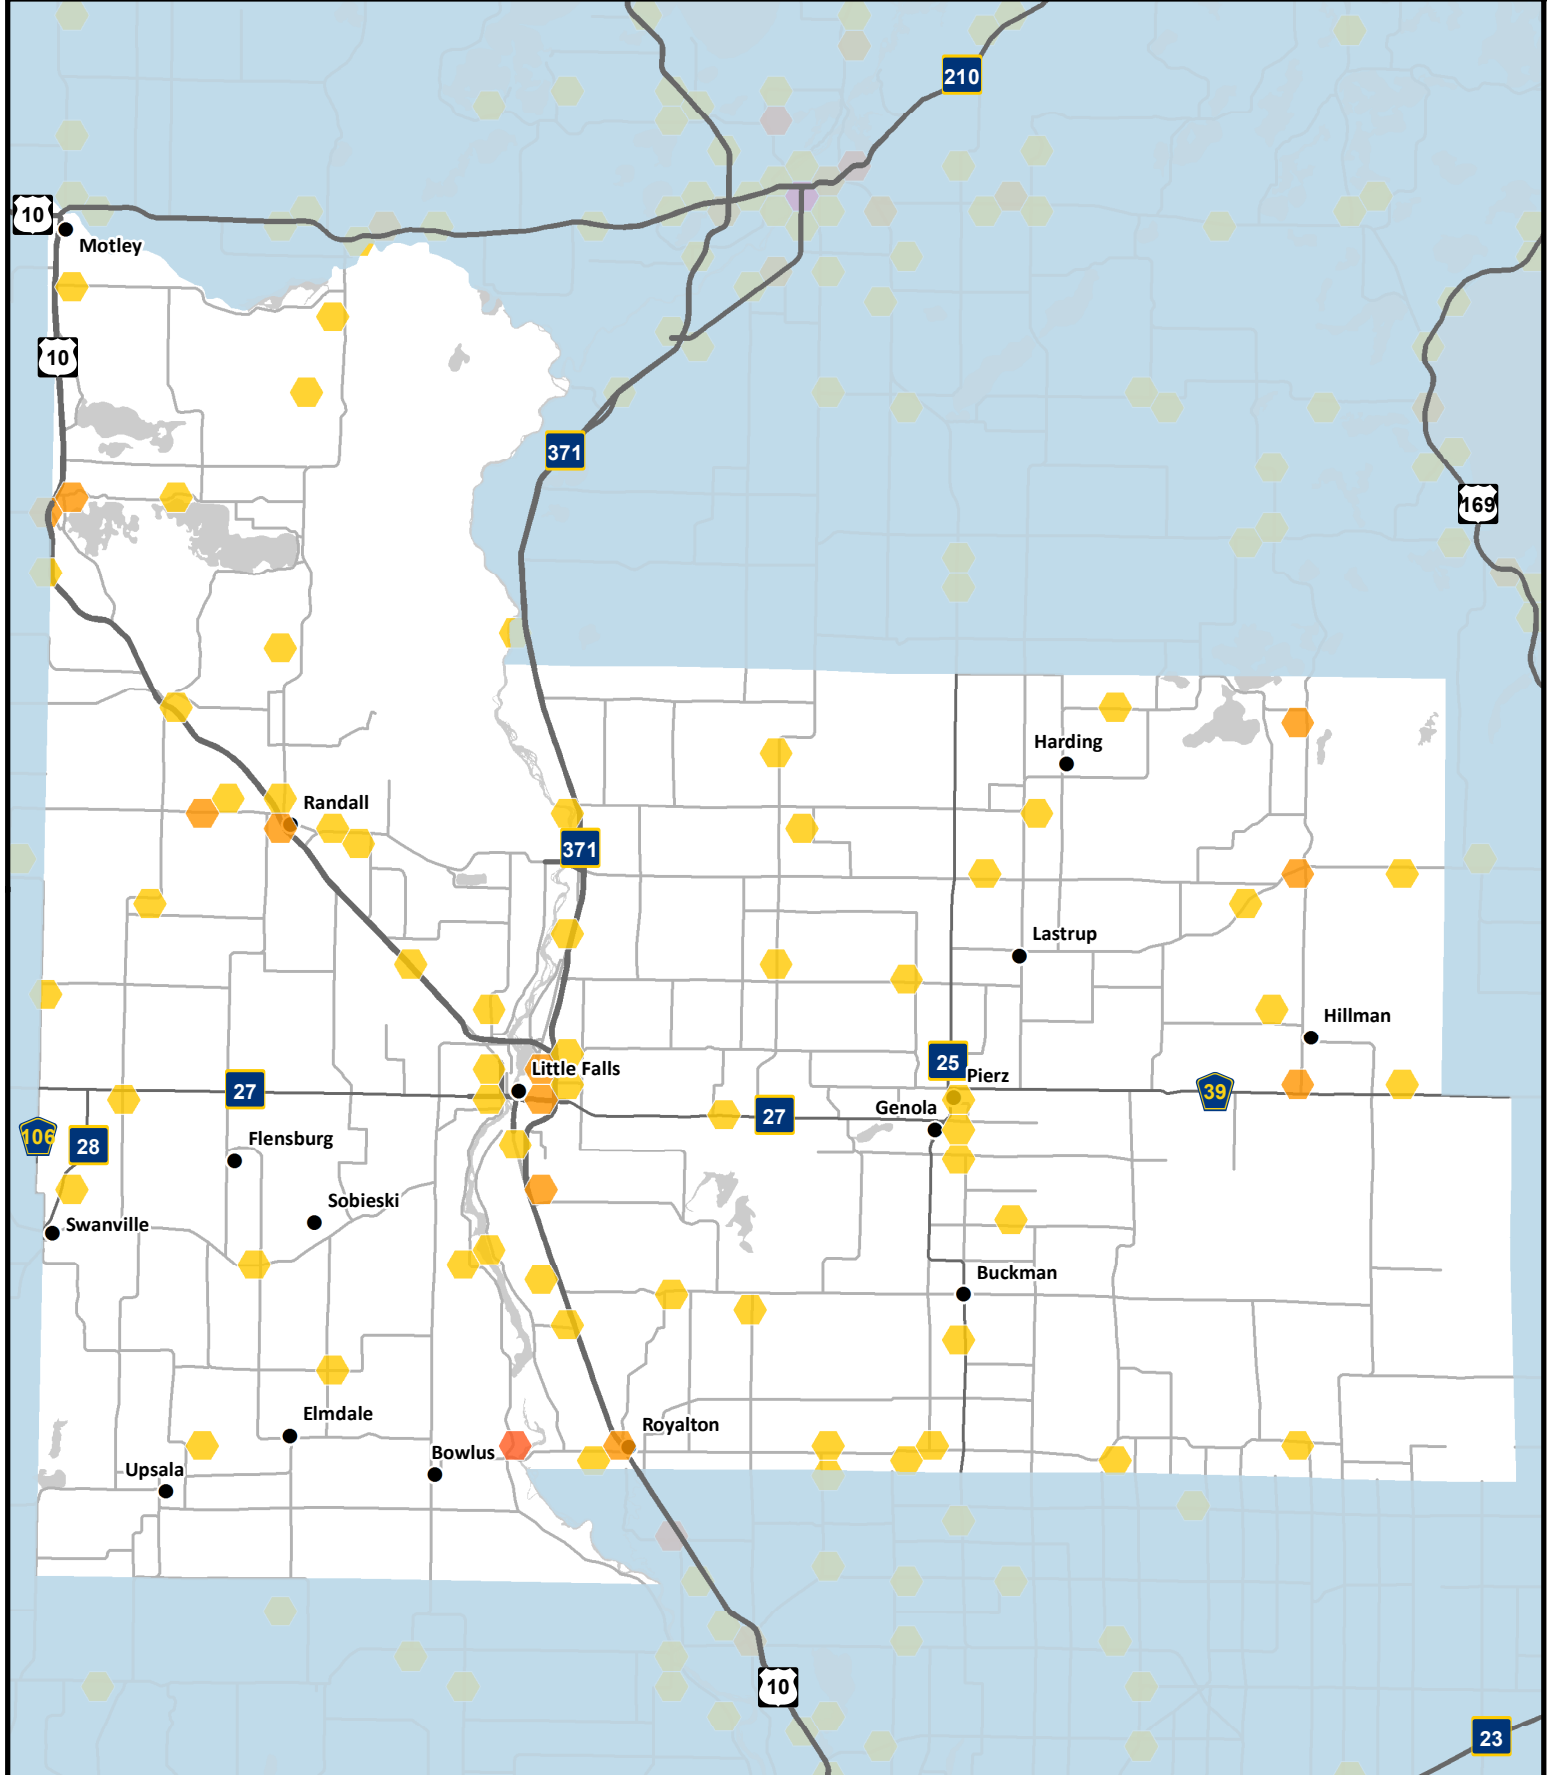 210
10
Motley
10
371
169
Harding
Randall
371
Lastrup
Hillman
Little Falls
25
Pierz
27
39
Genola
27
106
28
Flensburg
Sobieski
Swanville
Buckman
Elmdale
Royalton
Bowlus
Upsala
10
23